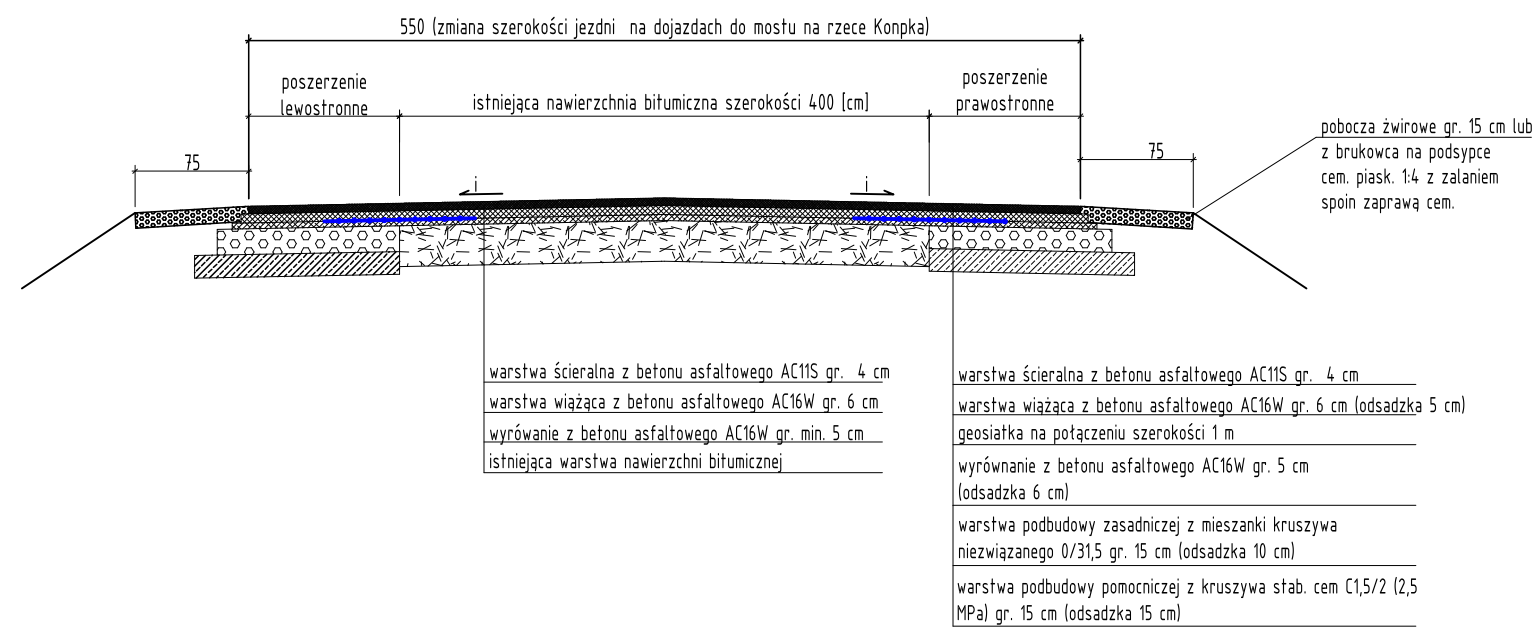 550 (zmiana szerokości jezdni na dojazdach do mostu na rzece Konpka)
poszerzenie
lewostronne
istniejąca nawierzchnia bitumiczna szerokości 400 [cm]
poszerzenie
prawostronne
75
i
i
75
pobocza żwirowe gr. 15 cm lub
z brukowca na podsypce
cem. piask. 1:4 z zalaniem
spoin zaprawą cem.
warstwa ścieralna z betonu asfaltowego AC11S gr. 4 cm
warstwa wiążąca z betonu asfaltowego AC16W gr. 6 cm
wyrówanie z betonu asfaltowego AC16W gr. min. 5 cm
istniejąca warstwa nawierzchni bitumicznej
warstwa ścieralna z betonu asfaltowego AC11S gr. 4 cm
warstwa wiążąca z betonu asfaltowego AC16W gr. 6 cm (odsadzka 5 cm)
geosiatka na połączeniu szerokości 1 m
wyrównanie z betonu asfaltowego AC16W gr. 5 cm
(odsadzka 6 cm)
warstwa podbudowy zasadniczej z mieszanki kruszywa
niezwiązanego 0/31,5 gr. 15 cm (odsadzka 10 cm)
warstwa podbudowy pomocniczej z kruszywa stab. cem C1,5/2 (2,5
MPa) gr. 15 cm (odsadzka 15 cm)